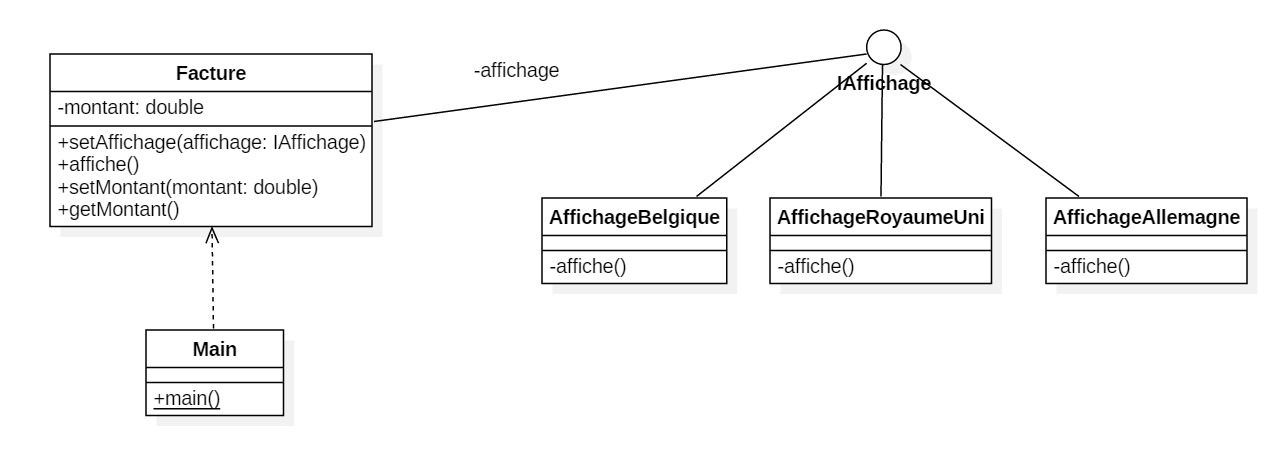 Facture
-montant: double
+setAffichage(affichage: IAffichage)
+affiche()
+setMontant(montant: double)
+getMontant()
-affichage
IAffichage
AffichageBelgique
-affiche()
AffichageRoyaumeUni
-affiche()
AffichageAllemagne
-affiche()
Main
+main()